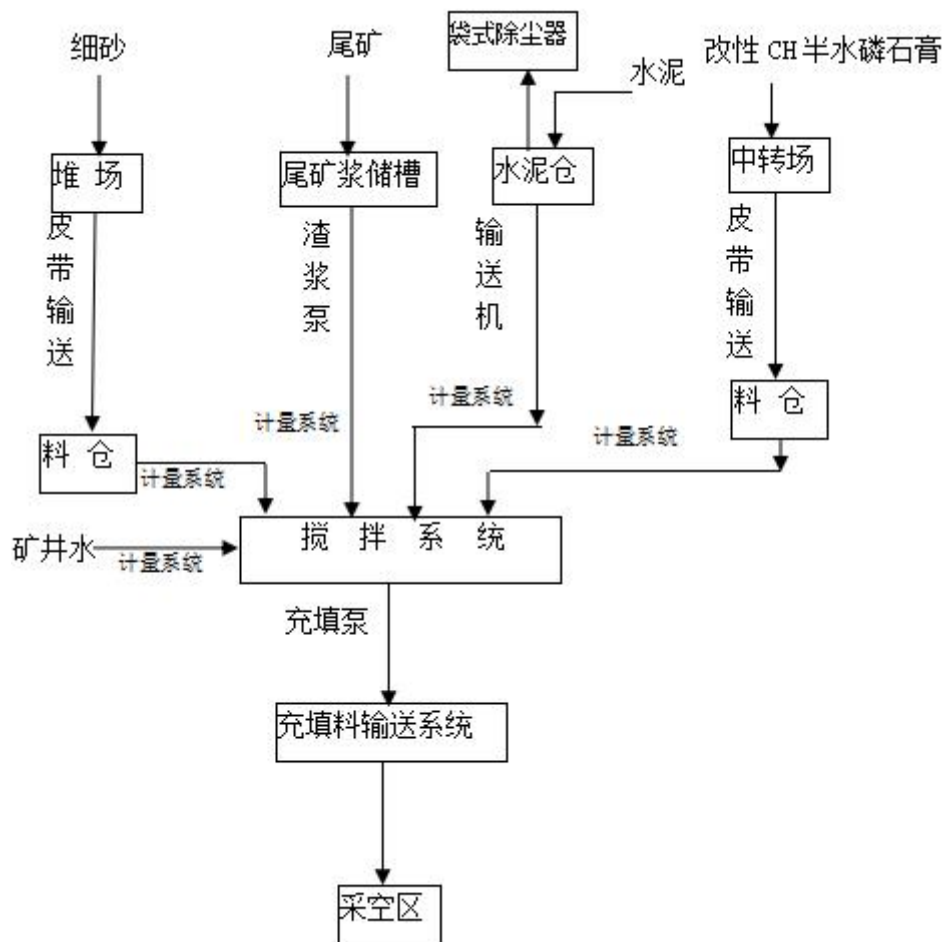 细砂
尾矿
袋式除尘器
水泥
改性CH半水磷石膏
堆 场
尾矿浆储槽
水泥仓
中转场
皮带输送
渣浆泵
输送机
皮带输送
料 仓
计量系统
计量系统
计量系统
料 仓
计量系统
矿井水
计量系统
搅 拌 系 统
充填泵
充填料输送系统
采空区